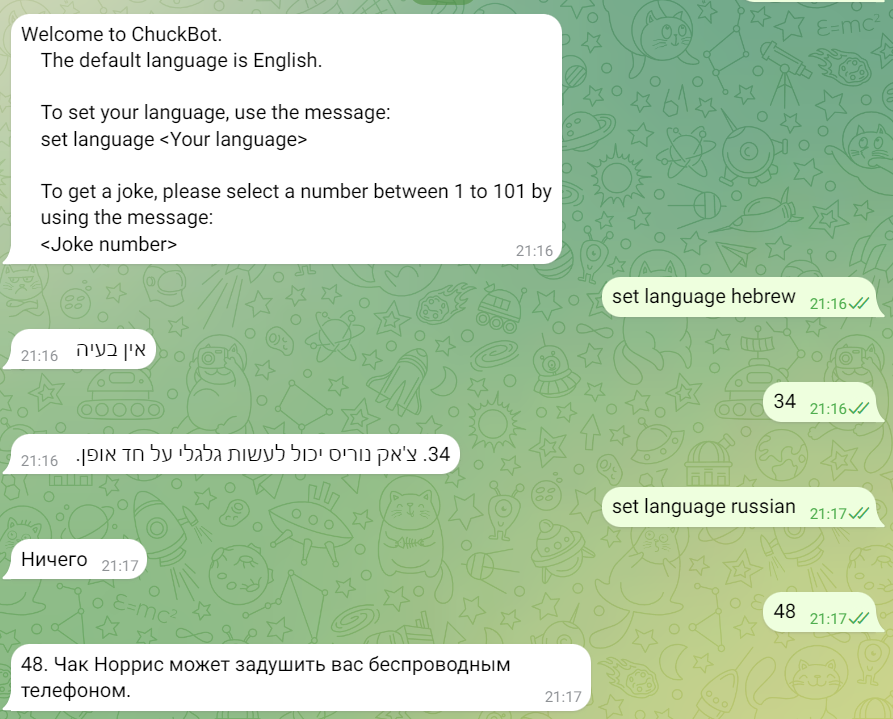 Welcome to ChuckBot.
The default language is English.
To set your language, use the message:
set language <Your language>
To get a joke, please select a number between 1 to 101 by
using the message:
<Joke number>
21:16
set language hebrew 21:16
אין בעיה 21:16
34 21:16
34. צ'אק נוריס יכול לעשות גלגלי על חד אופן. 21:16
set language russian 21:17
Ничего 21:17
48 21:17
48. Чак Норрис может задушить вас беспроводным
телефоном. 21:17
E=mc²
E=mc²